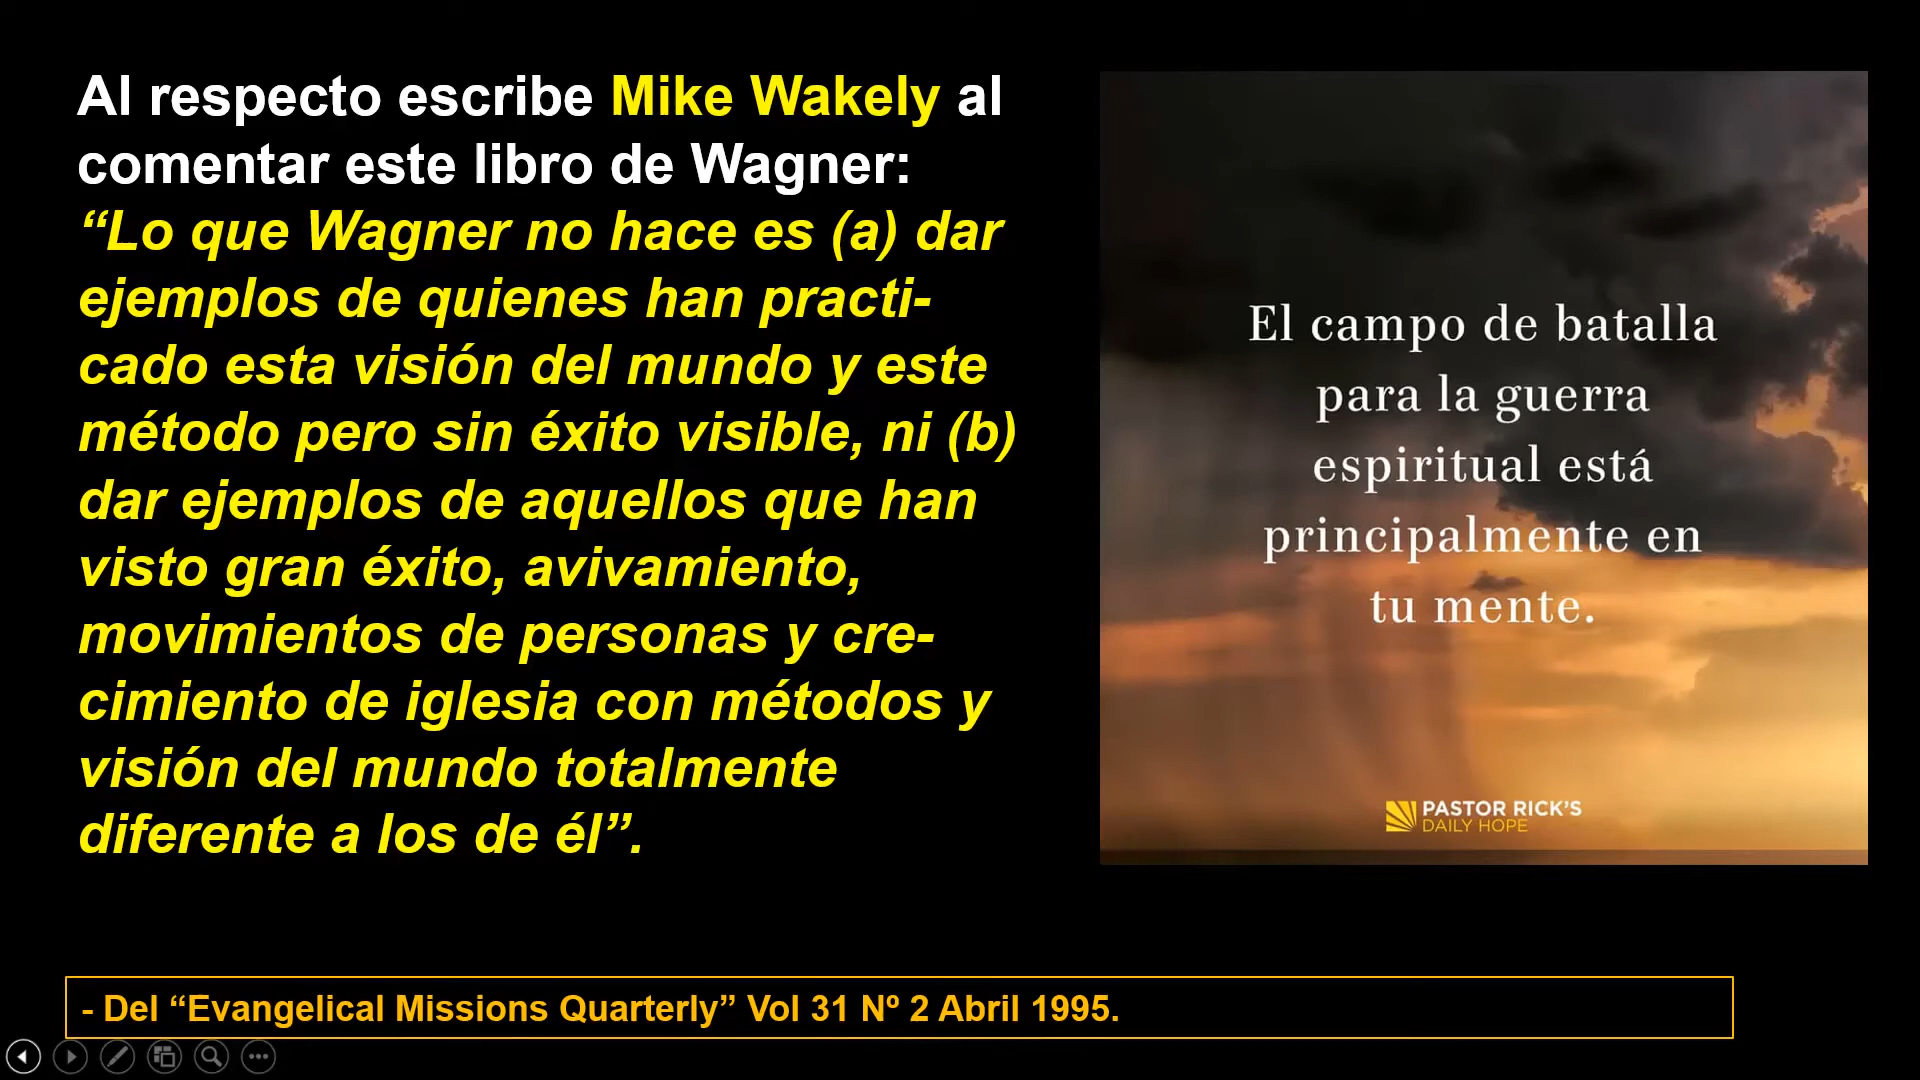 Al respecto escribe Mike Wakely al
comentar este libro de Wagner:
“Lo que Wagner no hace es (a) dar
ejemplos de quienes han practi-
cado esta visión del mundo y este
método pero sin éxito visible, ni (b)
dar ejemplos de aquellos que han
visto gran éxito, avivamiento,
movimientos de personas y cre-
cimiento de iglesia con métodos y
visión del mundo totalmente
diferente a los de él”.
El campo de batalla
para la guerra
espiritual está
principalmente en
tu mente.
PASTOR RICK'S
DAILY HOPE
- Del “Evangelical Missions Quarterly” Vol 31 Nº 2 Abril 1995.